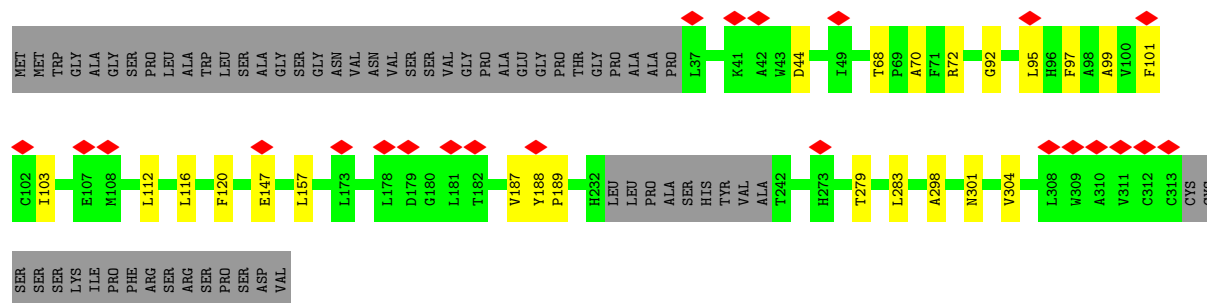 MET MET TRP GLY ALA GLY SER PRO LEU ALA TRP LEU SER ALA GLY SER GLY ASN VAL ASN VAL SER SER VAL GLY PRO ALA GLU GLY PRO THR GLY PRO ALA ALA PRO L37 K41 A42 W43 D44 I49 T68 P69 A70 F71 R72 G92 L95 H96 F97 A98 A99 V100 F101
C102 I103 E107 M108 L112 L116 F120 E147 L157 L173 L178 D179 G180 L181 T182 V187 Y188 P189 H232 LEU LEU PRO ALA SER HIS TYR VAL ALA T242 H273 T279 L283 A298 N301 V304 L308 W309 A310 V311 C312 C313 CYS
SER SER SER LYS ILE PRO PHE ARG SER ARG SER PRO SER ASP VAL